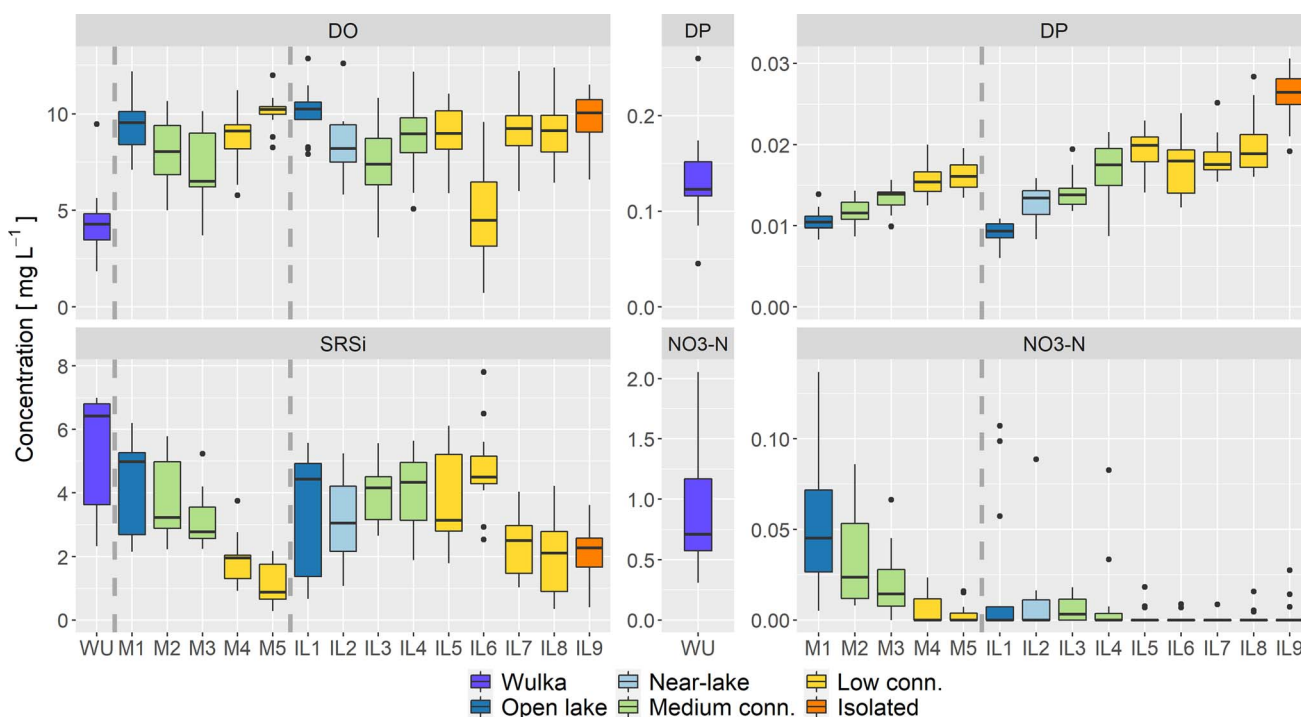 DO
DP
DP
10
5
0
0.2
0.1
0.0
0.03
0.02
0.01
0.00
Concentration [ mg L⁻¹ ]
SRSi
NO3-N
NO3-N
8
6
4
2
0
2.0
1.5
1.0
0.5
0.10
0.05
0.00
WU M1 M2 M3 M4 M5 IL1 IL2 IL3 IL4 IL5 IL6 IL7 IL8 IL9
WU
M1 M2 M3 M4 M5 IL1 IL2 IL3 IL4 IL5 IL6 IL7 IL8 IL9
Wulka Near-lake Low conn.
Open lake Medium conn. Isolated